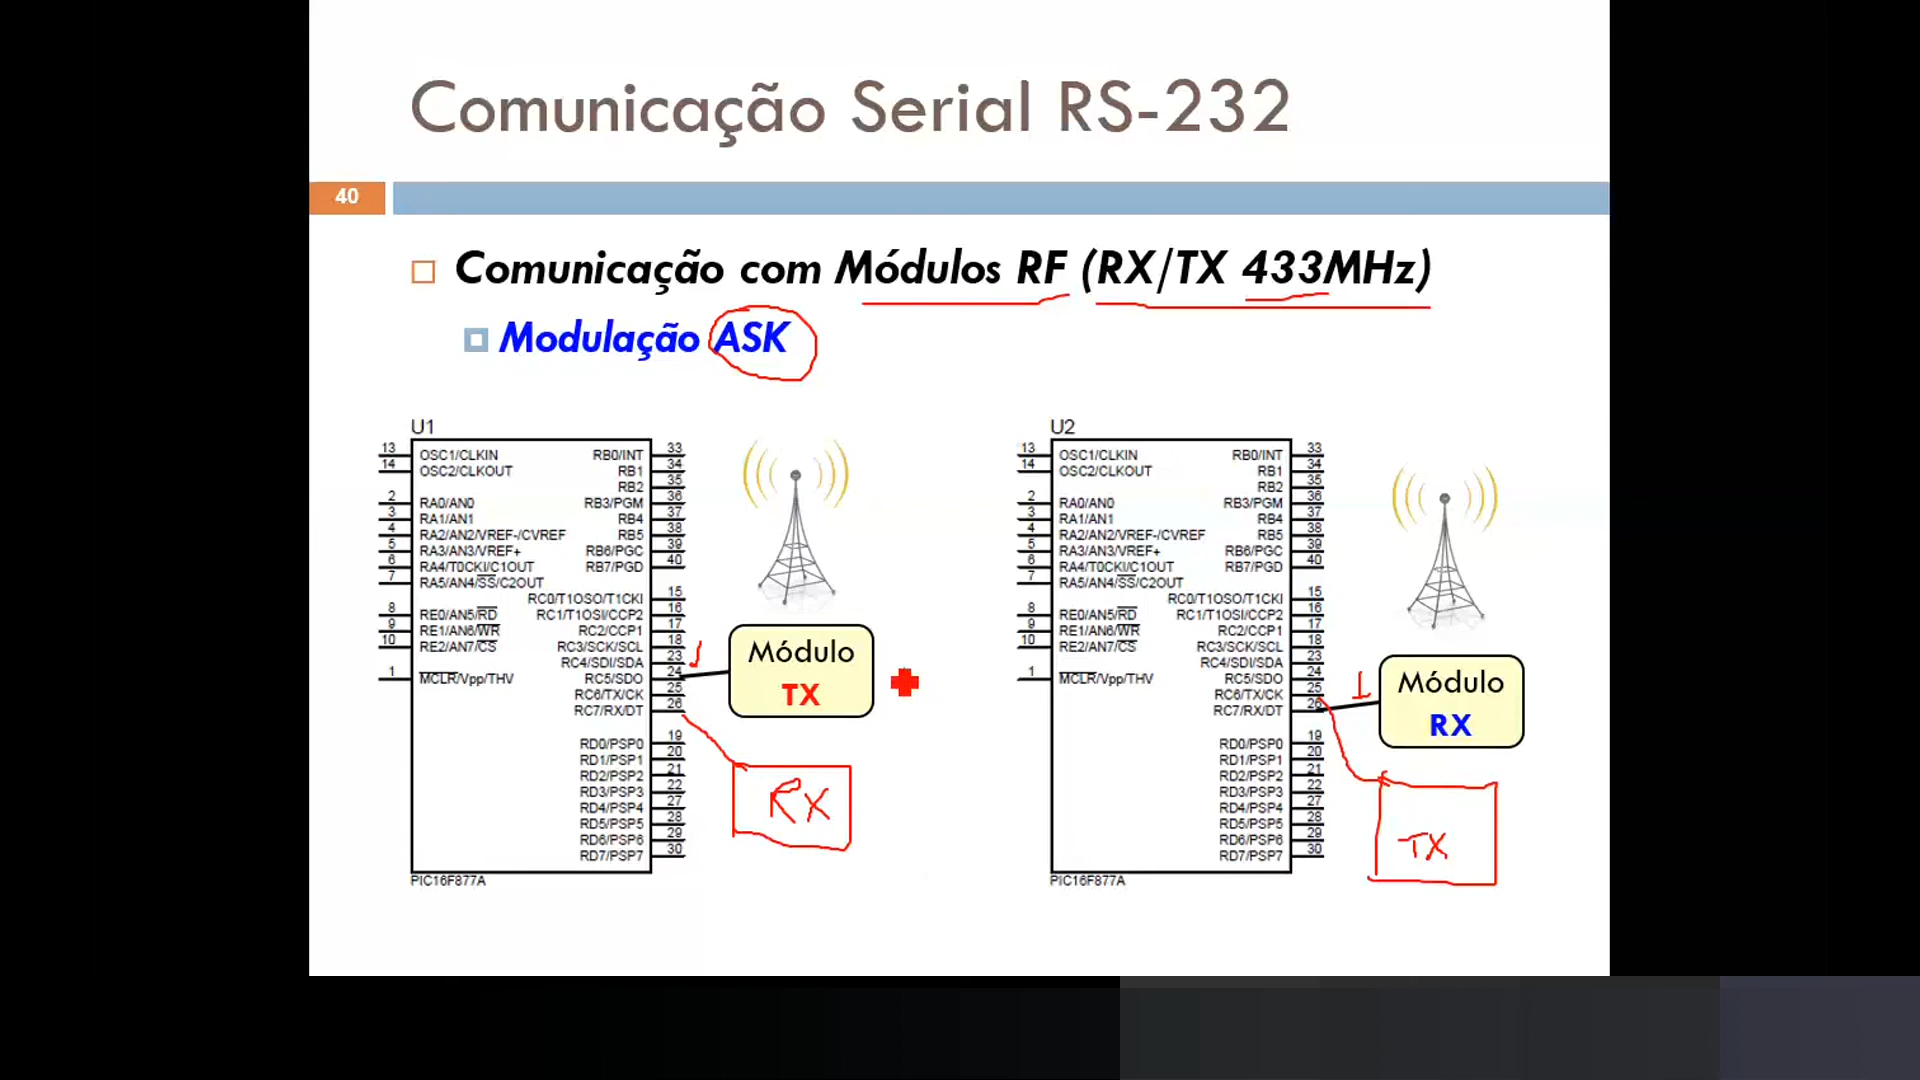 Comunicação Serial RS-232
40
Comunicação com Módulos RF (RX/TX 433MHz)
Modulação ASK
U1
13 OSC1/CLKIN RB0/INT 33
14 OSC2/CLKOUT RB1 34
RB2 35
2 RA0/AN0 RB3/PGM 36
3 RA1/AN1 RB4 37
4 RA2/AN2/VREF-/CVREF RB5 38
5 RA3/AN3/VREF+ RB6/PGC 39
6 RA4/T0CKI/C1OUT RB7/PGD 40
7 RA5/AN4/SS/C2OUT
RC0/T1OSO/T1CKI 15
8 RE0/AN5/RD RC1/T1OSI/CCP2 16
9 RE1/AN6/WR RC2/CCP1 17
10 RE2/AN7/CS RC3/SCK/SCL 18
RC4/SDI/SDA 23
1 MCLR/Vpp/THV RC5/SDO 24
RC6/TX/CK 25
RC7/RX/DT 26
RD0/PSP0 19
RD1/PSP1 20
RD2/PSP2 21
RD3/PSP3 22
RD4/PSP4 27
RD5/PSP5 28
RD6/PSP6 29
RD7/PSP7 30
PIC16F877A
Módulo
TX
RX
U2
13 OSC1/CLKIN RB0/INT 33
14 OSC2/CLKOUT RB1 34
RB2 35
2 RA0/AN0 RB3/PGM 36
3 RA1/AN1 RB4 37
4 RA2/AN2/VREF-/CVREF RB5 38
5 RA3/AN3/VREF+ RB6/PGC 39
6 RA4/T0CKI/C1OUT RB7/PGD 40
7 RA5/AN4/SS/C2OUT
RC0/T1OSO/T1CKI 15
8 RE0/AN5/RD RC1/T1OSI/CCP2 16
9 RE1/AN6/WR RC2/CCP1 17
10 RE2/AN7/CS RC3/SCK/SCL 18
RC4/SDI/SDA 23
1 MCLR/Vpp/THV RC5/SDO 24
RC6/TX/CK 25
RC7/RX/DT 26
RD0/PSP0 19
RD1/PSP1 20
RD2/PSP2 21
RD3/PSP3 22
RD4/PSP4 27
RD5/PSP5 28
RD6/PSP6 29
RD7/PSP7 30
PIC16F877A
Módulo
RX
TX